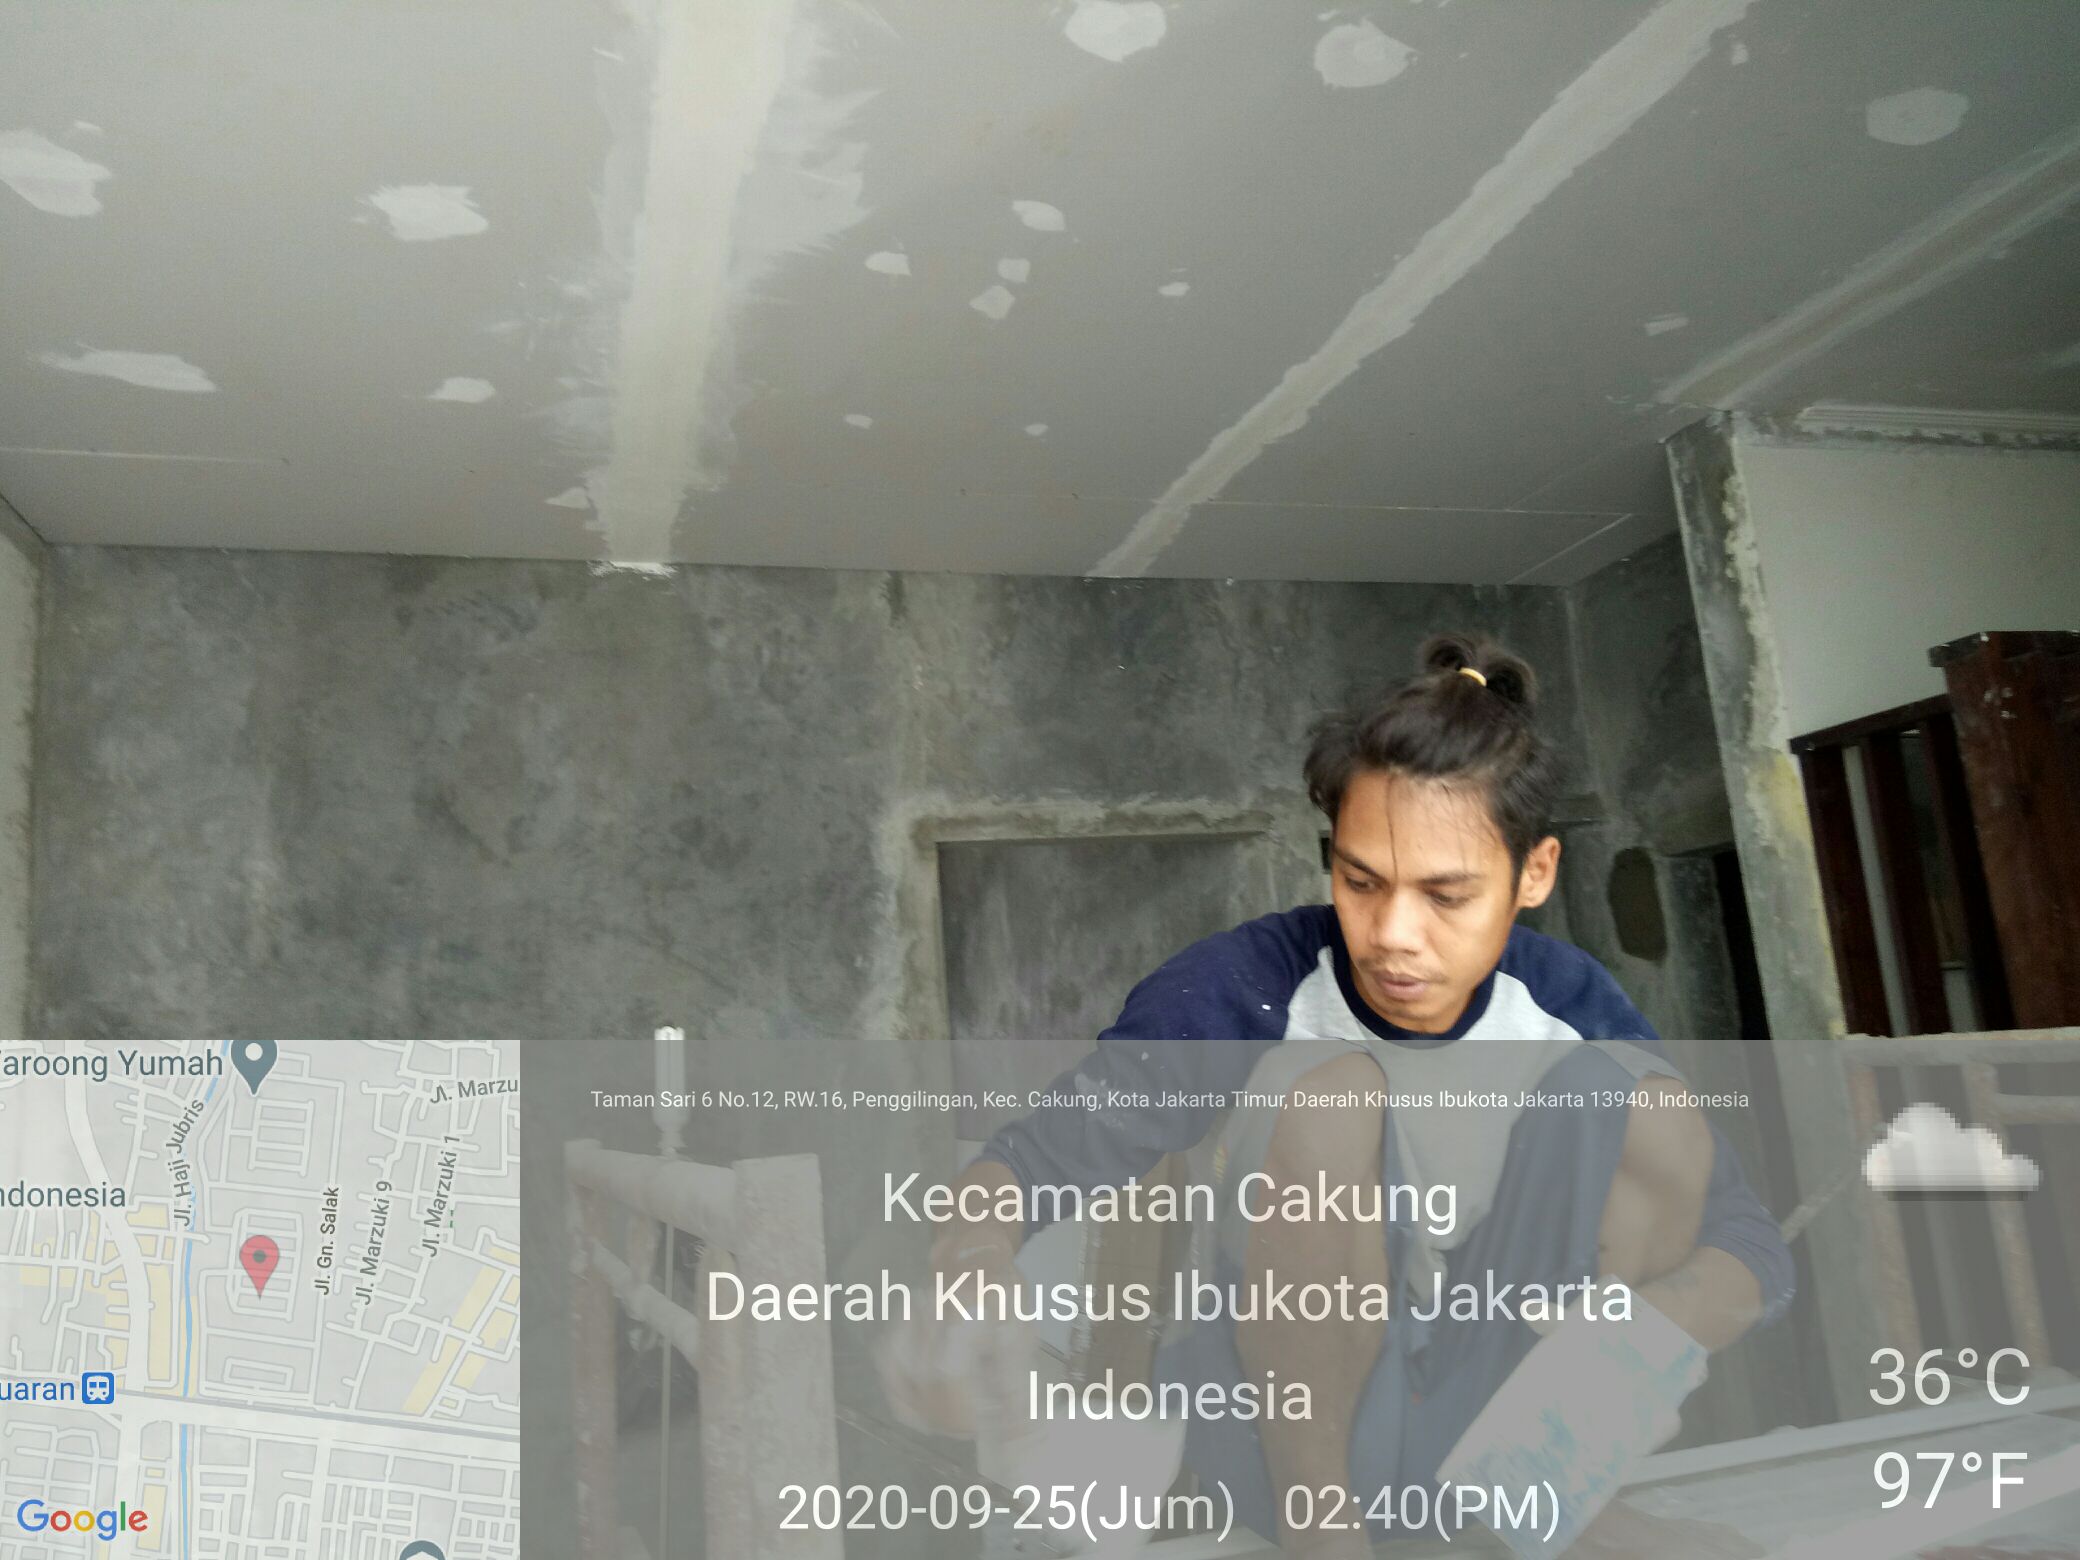 Taman Sari 6 No.12, RW.16, Penggilingan, Kec. Cakung, Kota Jakarta Timur, Daerah Khusus Ibukota Jakarta 13940, Indonesia
Kecamatan Cakung
Daerah Khusus Ibukota Jakarta
Indonesia
2020-09-25(Jum) 02:40(PM)
36°C
97°F
aroong Yumah
Jl. Marzu
Jl. Haji Jubris
ndonesia
Jl. Gn. Salak
Jl. Marzuki 9
Jl. Marzuki 1
uaran
Google